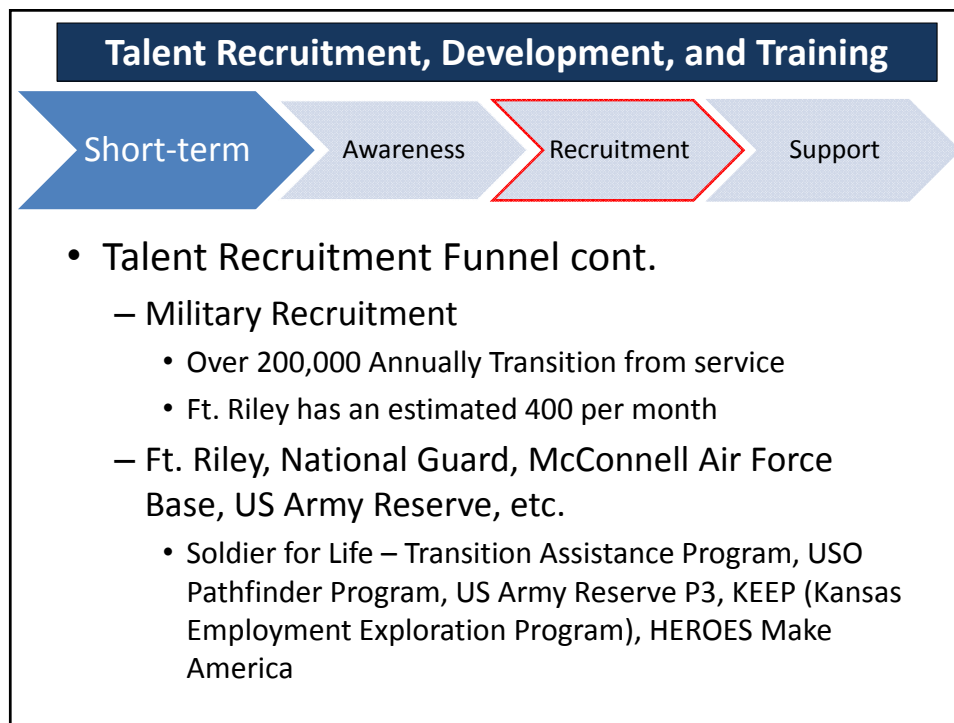 Talent Recruitment, Development, and Training
Short-term
Awareness
Recruitment
Support
• Talent Recruitment Funnel cont.
– Military Recruitment
• Over 200,000 Annually Transition from service
• Ft. Riley has an estimated 400 per month
– Ft. Riley, National Guard, McConnell Air Force
Base, US Army Reserve, etc.
• Soldier for Life – Transition Assistance Program, USO
Pathfinder Program, US Army Reserve P3, KEEP (Kansas
Employment Exploration Program), HEROES Make
America